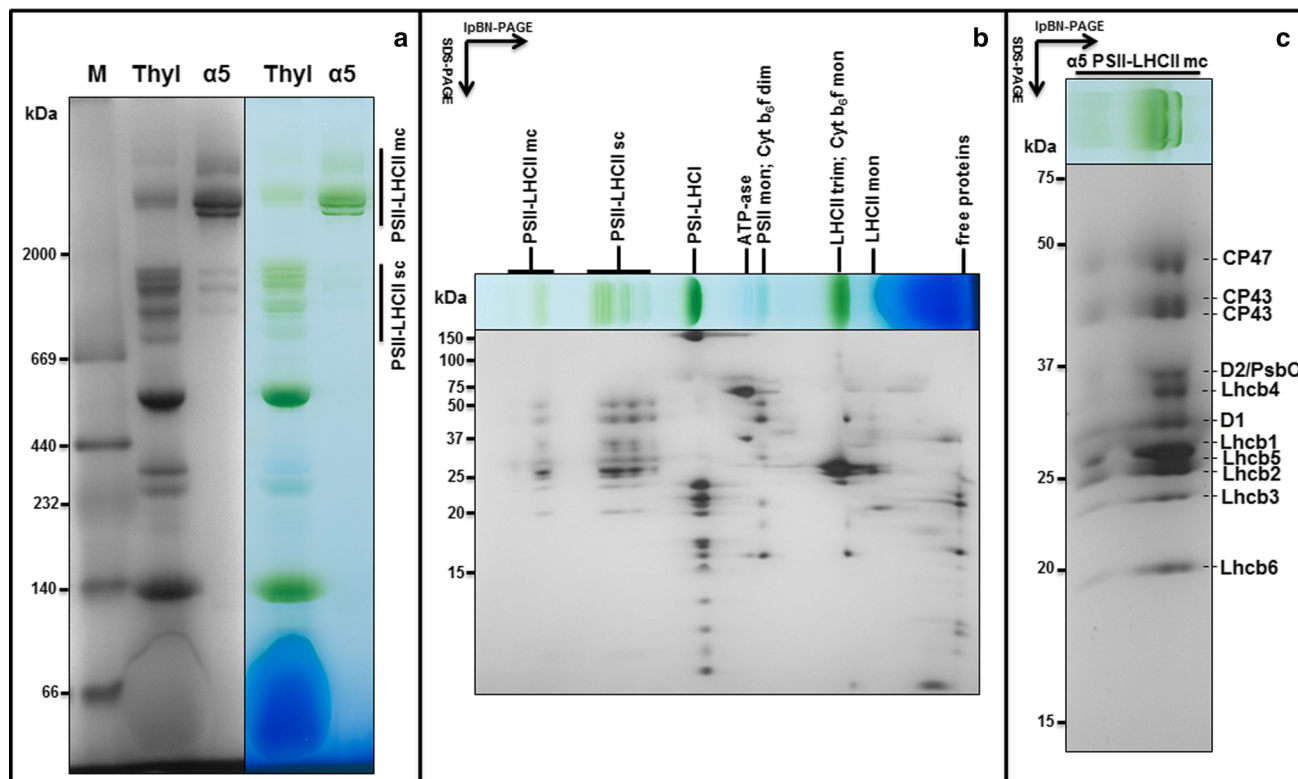 a
M Thyl α5 Thyl α5
kDa
2000
669
440
232
140
66
PSII-LHCII mc
PSII-LHCII sc
b
lpBN-PAGE
SDS-PAGE
PSII-LHCII mc
PSII-LHCII sc
PSI-LHCI
ATP-ase
PSII mon; Cyt b6f dim
LHCII trim; Cyt b6f mon
LHCII mon
free proteins
kDa
150
100
75
50
37
25
20
15
c
lpBN-PAGE
SDS-PAGE
α5 PSII-LHCII mc
kDa
75
50
37
25
20
15
CP47
CP43
CP43
D2/PsbO
Lhcb4
D1
Lhcb1
Lhcb5
Lhcb2
Lhcb3
Lhcb6